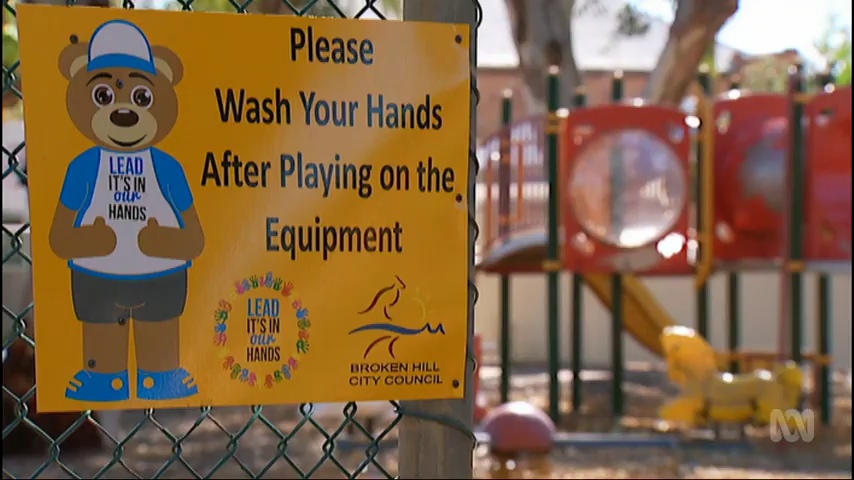 Please
Wash Your Hands
After Playing on the
Equipment
LEAD
IT'S IN
our
HANDS
LEAD
IT'S IN
our
HANDS
BROKEN HILL
CITY COUNCIL
ABC